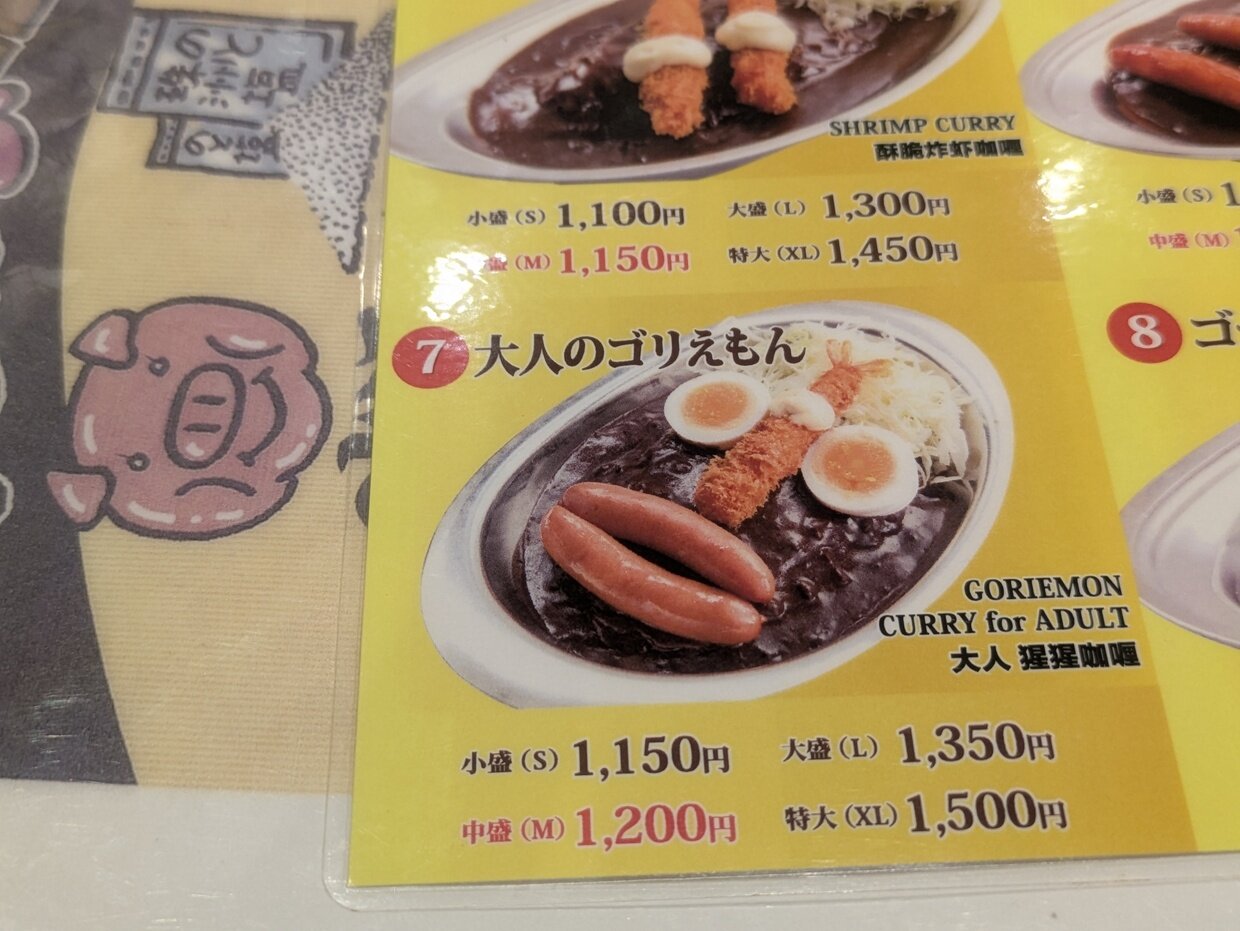 SHRIMP CURRY
酥脆炸虾咖喱
小盛(S) 1,100円 大盛(L) 1,300円
盛(M) 1,150円 特大(XL) 1,450円
小盛(S) 1
中盛(M)
7 大人のゴリえもん
8 ゴ
GORIEMON
CURRY for ADULT
大人 猩猩咖喱
小盛(S) 1,150円 大盛(L) 1,350円
中盛(M) 1,200円 特大(XL) 1,500円